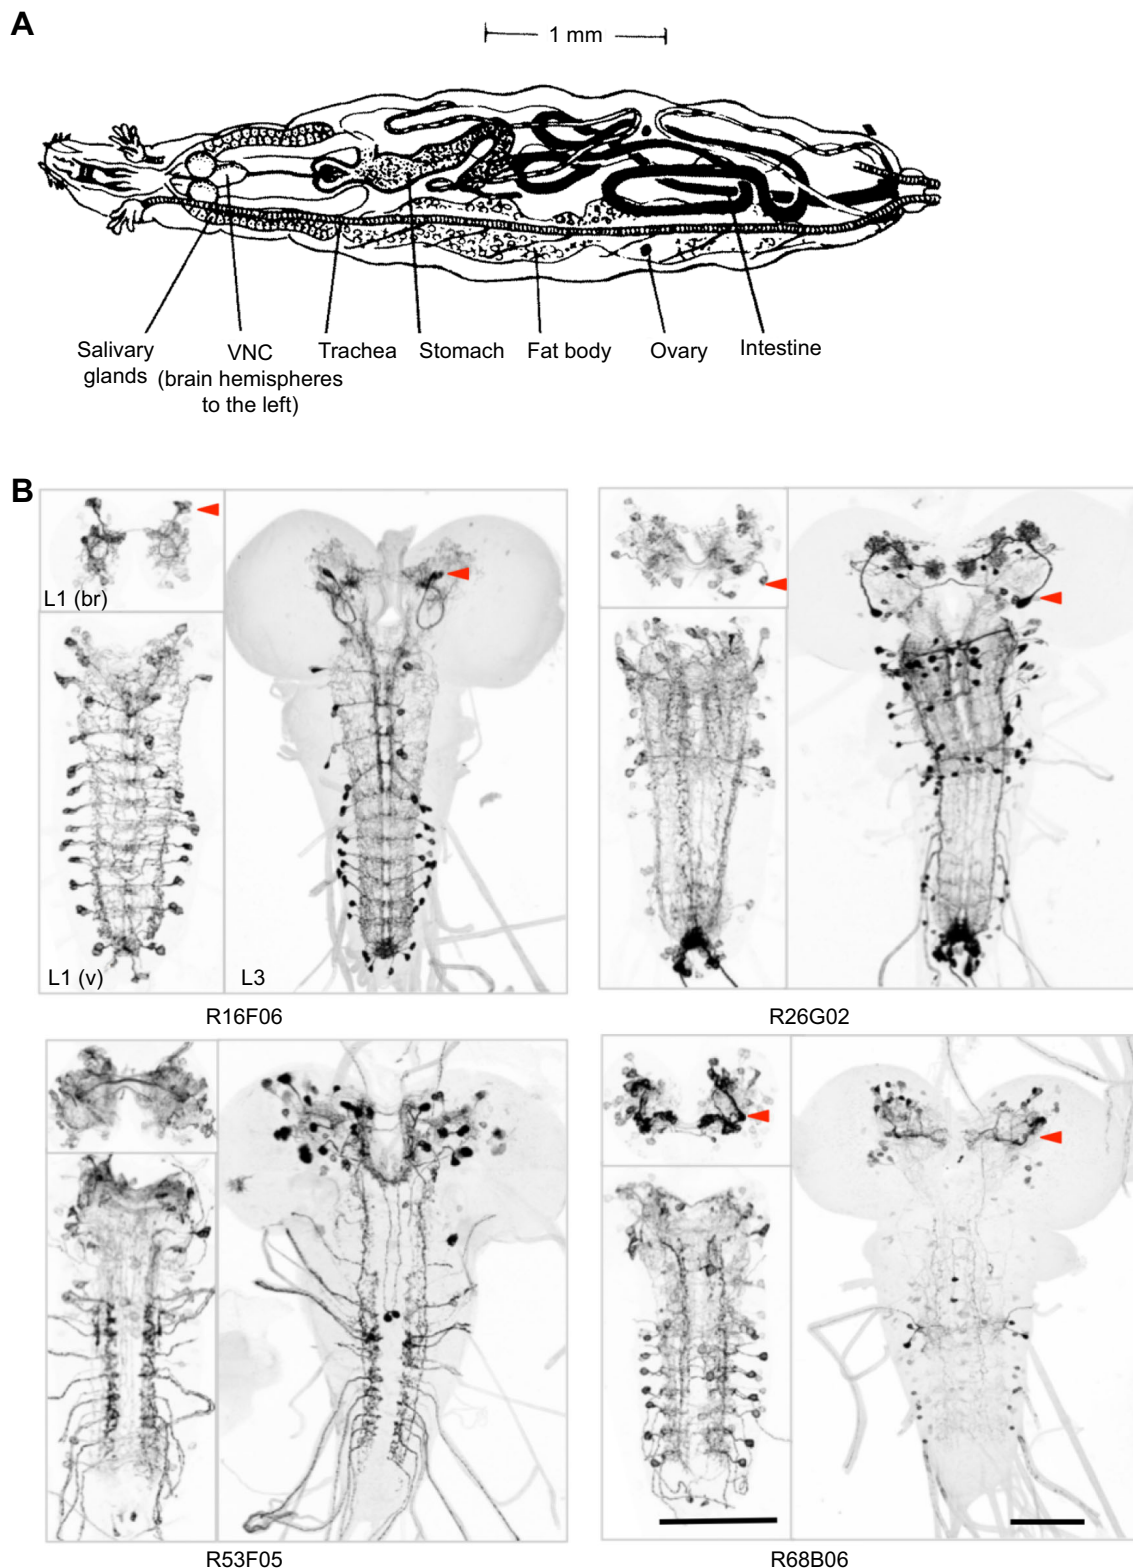 A
1 mm
Salivary
glands
VNC
(brain hemispheres
to the left)
Trachea
Stomach
Fat body
Ovary
Intestine
B
L1 (br)
L1 (v)
L3
R16F06
R26G02
R53F05
R68B06